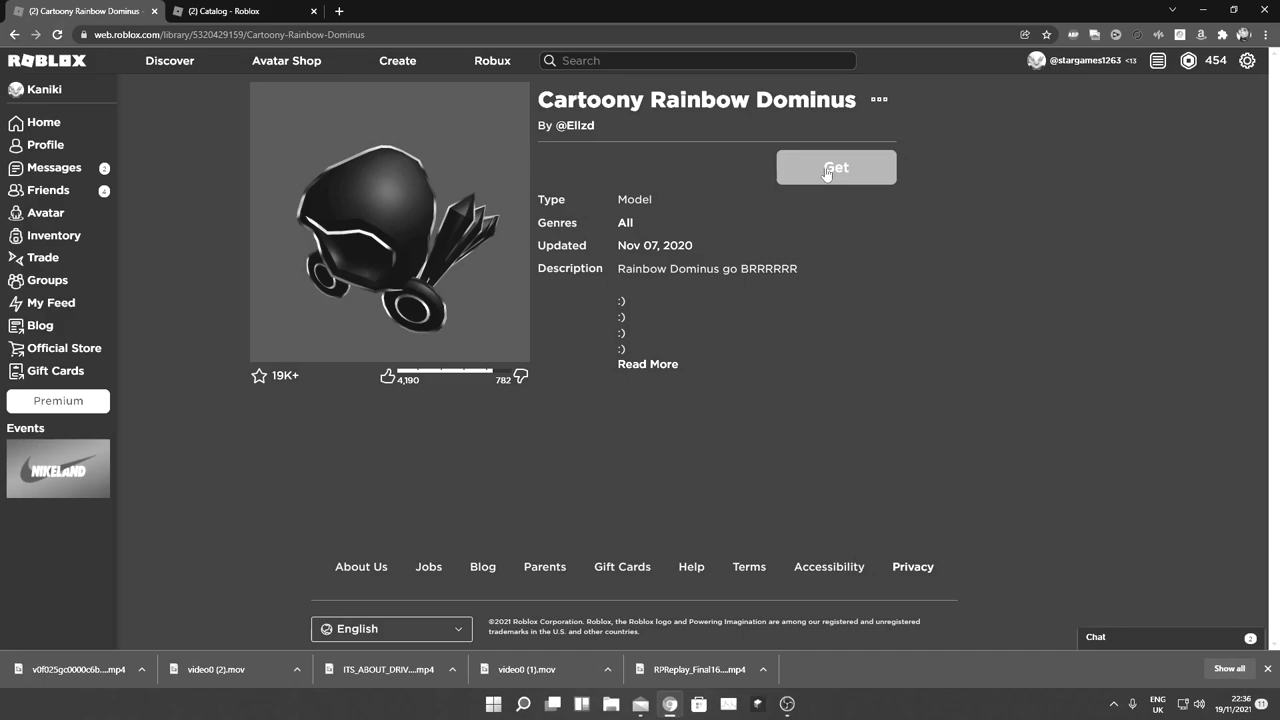 (2) Cartoony Rainbow Dominus -
(2) Catalog - Roblox
web.roblox.com/library/5320429159/Cartoony-Rainbow-Dominus
ROBLOX
Discover
Avatar Shop
Create
Robux
Search
@stargames1263 <13
454
Kaniki
Home
Profile
Messages
2
Friends
4
Avatar
Inventory
Trade
Groups
My Feed
Blog
Official Store
Gift Cards
Premium
Events
NIKELAND
Cartoony Rainbow Dominus
By @Ellzd
Get
Type Model
Genres All
Updated Nov 07, 2020
Description Rainbow Dominus go BRRRRRR
:)
:)
:)
:)
Read More
19K+
4,190
782
About Us
Jobs
Blog
Parents
Gift Cards
Help
Terms
Accessibility
Privacy
English
©2021 Roblox Corporation. Roblox, the Roblox logo and Powering Imagination are among our registered and unregistered
trademarks in the U.S. and other countries.
Chat
2
v0f025gc0000c6b....mp4
video0 (2).mov
ITS_ABOUT_DRIV....mp4
video0 (1).mov
RPReplay_Final16....mp4
Show all
ENG
UK
22:36
19/11/2021